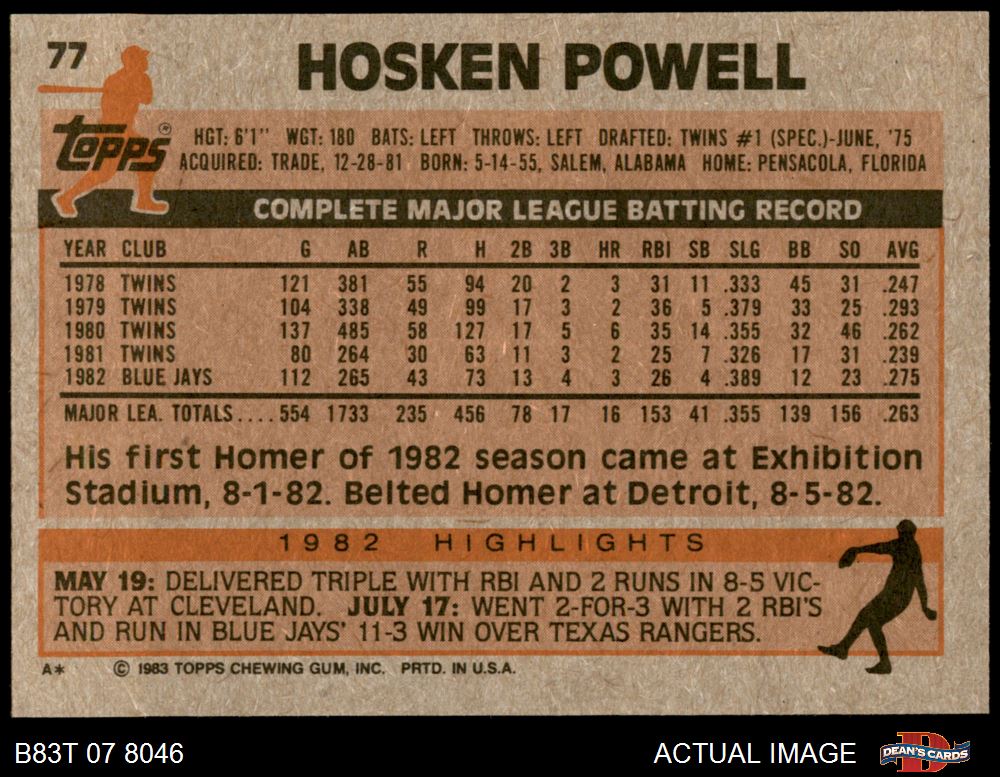 77
HOSKEN POWELL
Topps ®
HGT: 6'1" WGT: 180 BATS: LEFT THROWS: LEFT DRAFTED: TWINS #1 (SPEC.)-JUNE, '75
ACQUIRED: TRADE, 12-28-81 BORN: 5-14-55, SALEM, ALABAMA HOME: PENSACOLA, FLORIDA
COMPLETE MAJOR LEAGUE BATTING RECORD
YEAR CLUB G AB R H 2B 3B HR RBI SB SLG BB SO AVG
1978 TWINS 121 381 55 94 20 2 3 31 11 .333 45 31 .247
1979 TWINS 104 338 49 99 17 3 2 36 5 .379 33 25 .293
1980 TWINS 137 485 58 127 17 5 6 35 14 .355 32 46 .262
1981 TWINS 80 264 30 63 11 3 2 25 7 .326 17 31 .239
1982 BLUE JAYS 112 265 43 73 13 4 3 26 4 .389 12 23 .275
MAJOR LEA. TOTALS.... 554 1733 235 456 78 17 16 153 41 .355 139 156 .263
His first Homer of 1982 season came at Exhibition
Stadium, 8-1-82. Belted Homer at Detroit, 8-5-82.
1982 HIGHLIGHTS
MAY 19: DELIVERED TRIPLE WITH RBI AND 2 RUNS IN 8-5 VIC-
TORY AT CLEVELAND. JULY 17: WENT 2-FOR-3 WITH 2 RBI'S
AND RUN IN BLUE JAYS' 11-3 WIN OVER TEXAS RANGERS.
A* © 1983 TOPPS CHEWING GUM, INC. PRTD. IN U.S.A.
B83T 07 8046 ACTUAL IMAGE D DEAN'S CARDS